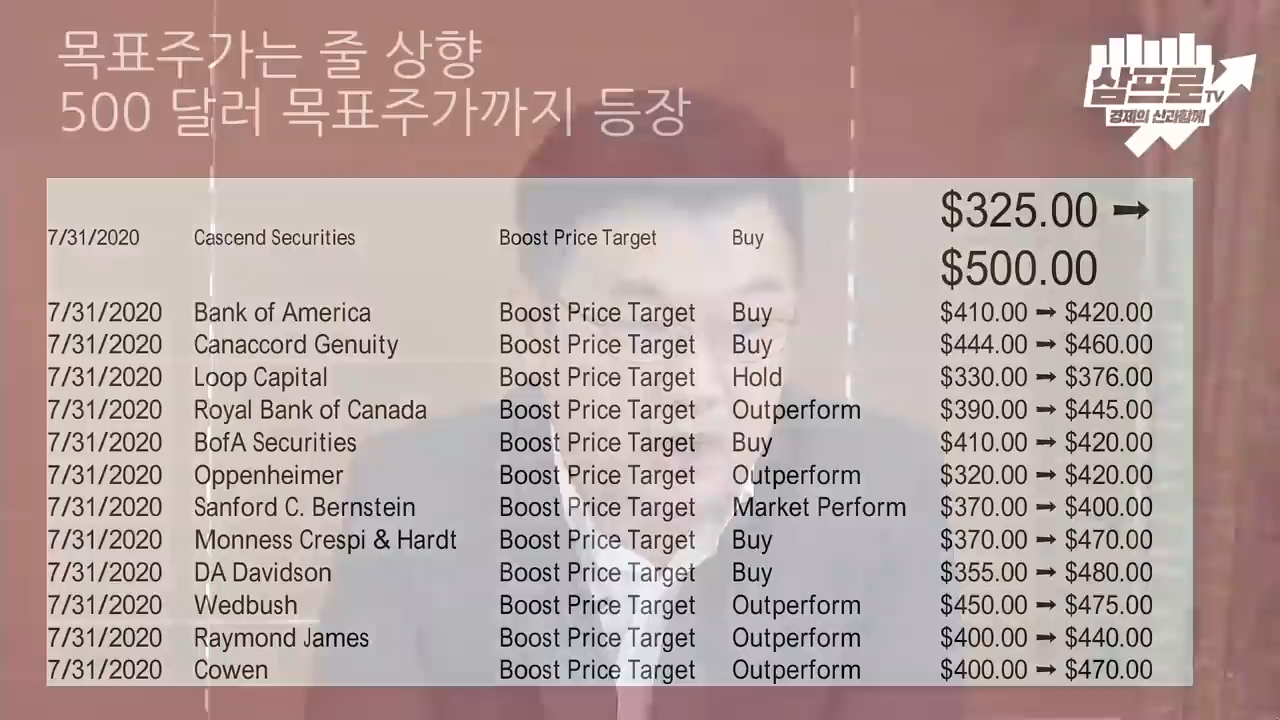 목표주가는 줄 상향
500 달러 목표주가까지 등장
삼프로TV
경제의 신과함께
7/31/2020 Cascend Securities Boost Price Target Buy $325.00 ➞ $500.00
7/31/2020 Bank of America Boost Price Target Buy $410.00 ➞ $420.00
7/31/2020 Canaccord Genuity Boost Price Target Buy $444.00 ➞ $460.00
7/31/2020 Loop Capital Boost Price Target Hold $330.00 ➞ $376.00
7/31/2020 Royal Bank of Canada Boost Price Target Outperform $390.00 ➞ $445.00
7/31/2020 BofA Securities Boost Price Target Buy $410.00 ➞ $420.00
7/31/2020 Oppenheimer Boost Price Target Outperform $320.00 ➞ $420.00
7/31/2020 Sanford C. Bernstein Boost Price Target Market Perform $370.00 ➞ $400.00
7/31/2020 Monness Crespi & Hardt Boost Price Target Buy $370.00 ➞ $470.00
7/31/2020 DA Davidson Boost Price Target Buy $355.00 ➞ $480.00
7/31/2020 Wedbush Boost Price Target Outperform $450.00 ➞ $475.00
7/31/2020 Raymond James Boost Price Target Outperform $400.00 ➞ $440.00
7/31/2020 Cowen Boost Price Target Outperform $400.00 ➞ $470.00